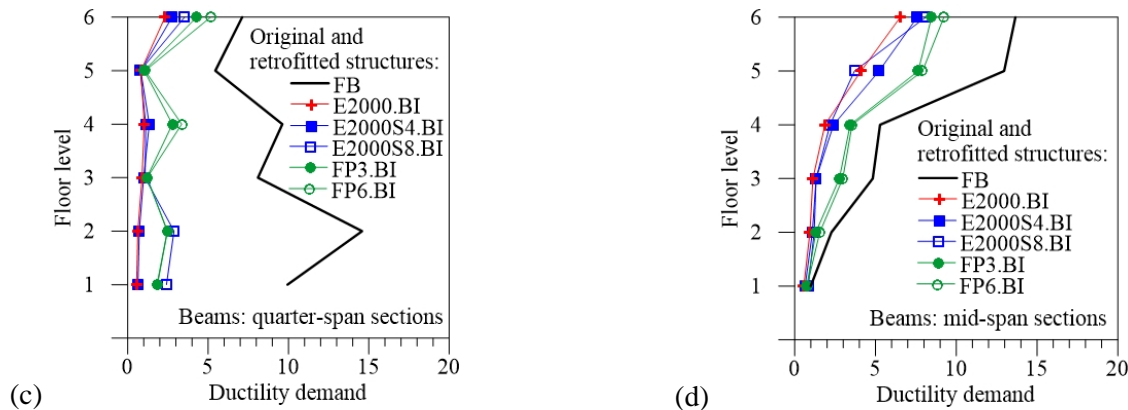 6
5
4
3
2
1
Floor level
Original and
retrofitted structures:
FB
E2000.BI
E2000S4.BI
E2000S8.BI
FP3.BI
FP6.BI
Beams: quarter-span sections
0 5 10 15 20
Ductility demand
(c)
6
5
4
3
2
1
Floor level
Original and
retrofitted structures:
FB
E2000.BI
E2000S4.BI
E2000S8.BI
FP3.BI
FP6.BI
Beams: mid-span sections
0 5 10 15 20
Ductility demand
(d)